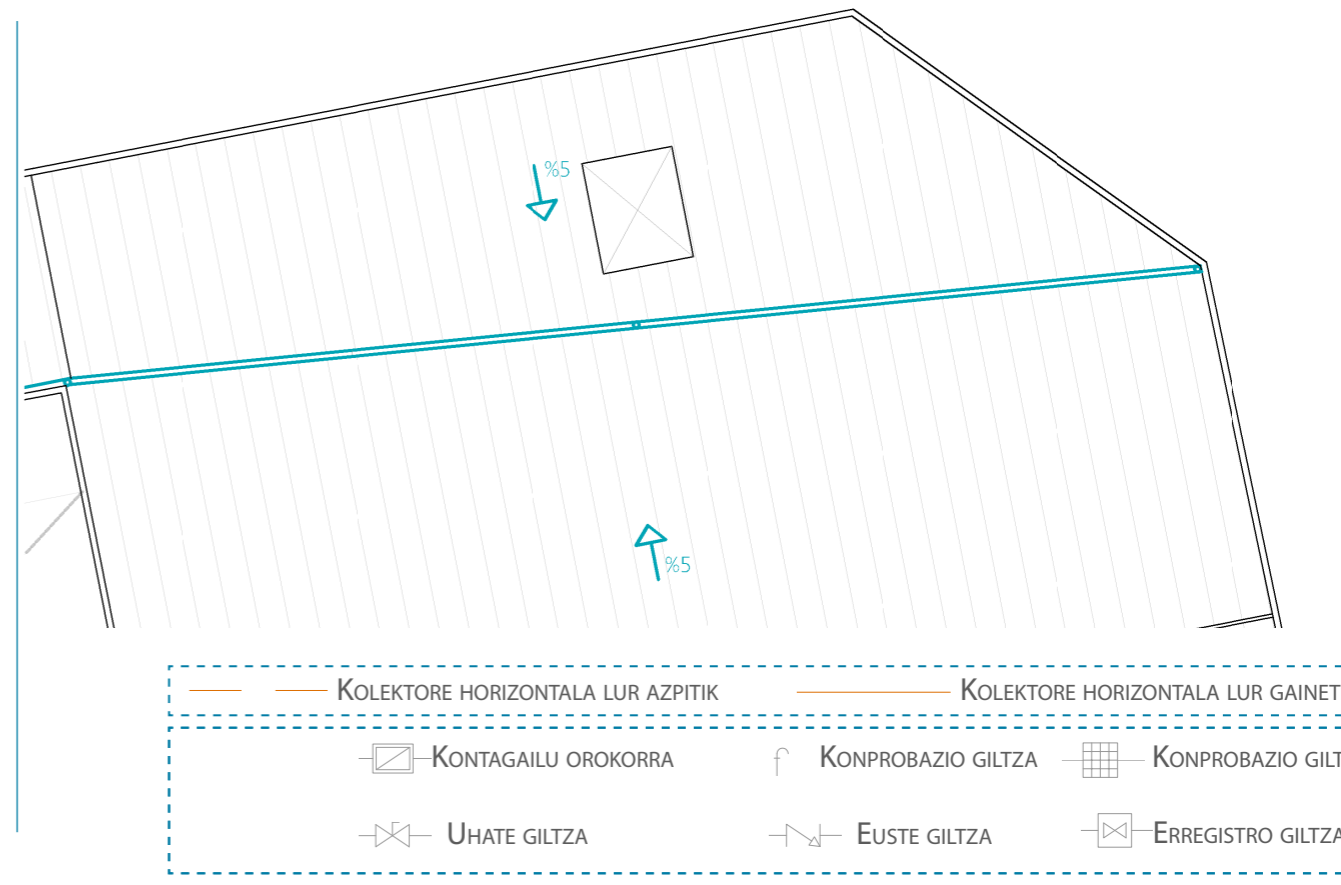 %5
%5
Kolektore horizontala lur azpitik Kolektore horizontala lur gainet
Kontagailu orokorra Konprobazio giltza Konprobazio gilt
Uhate giltza Euste giltza Erregistro giltza